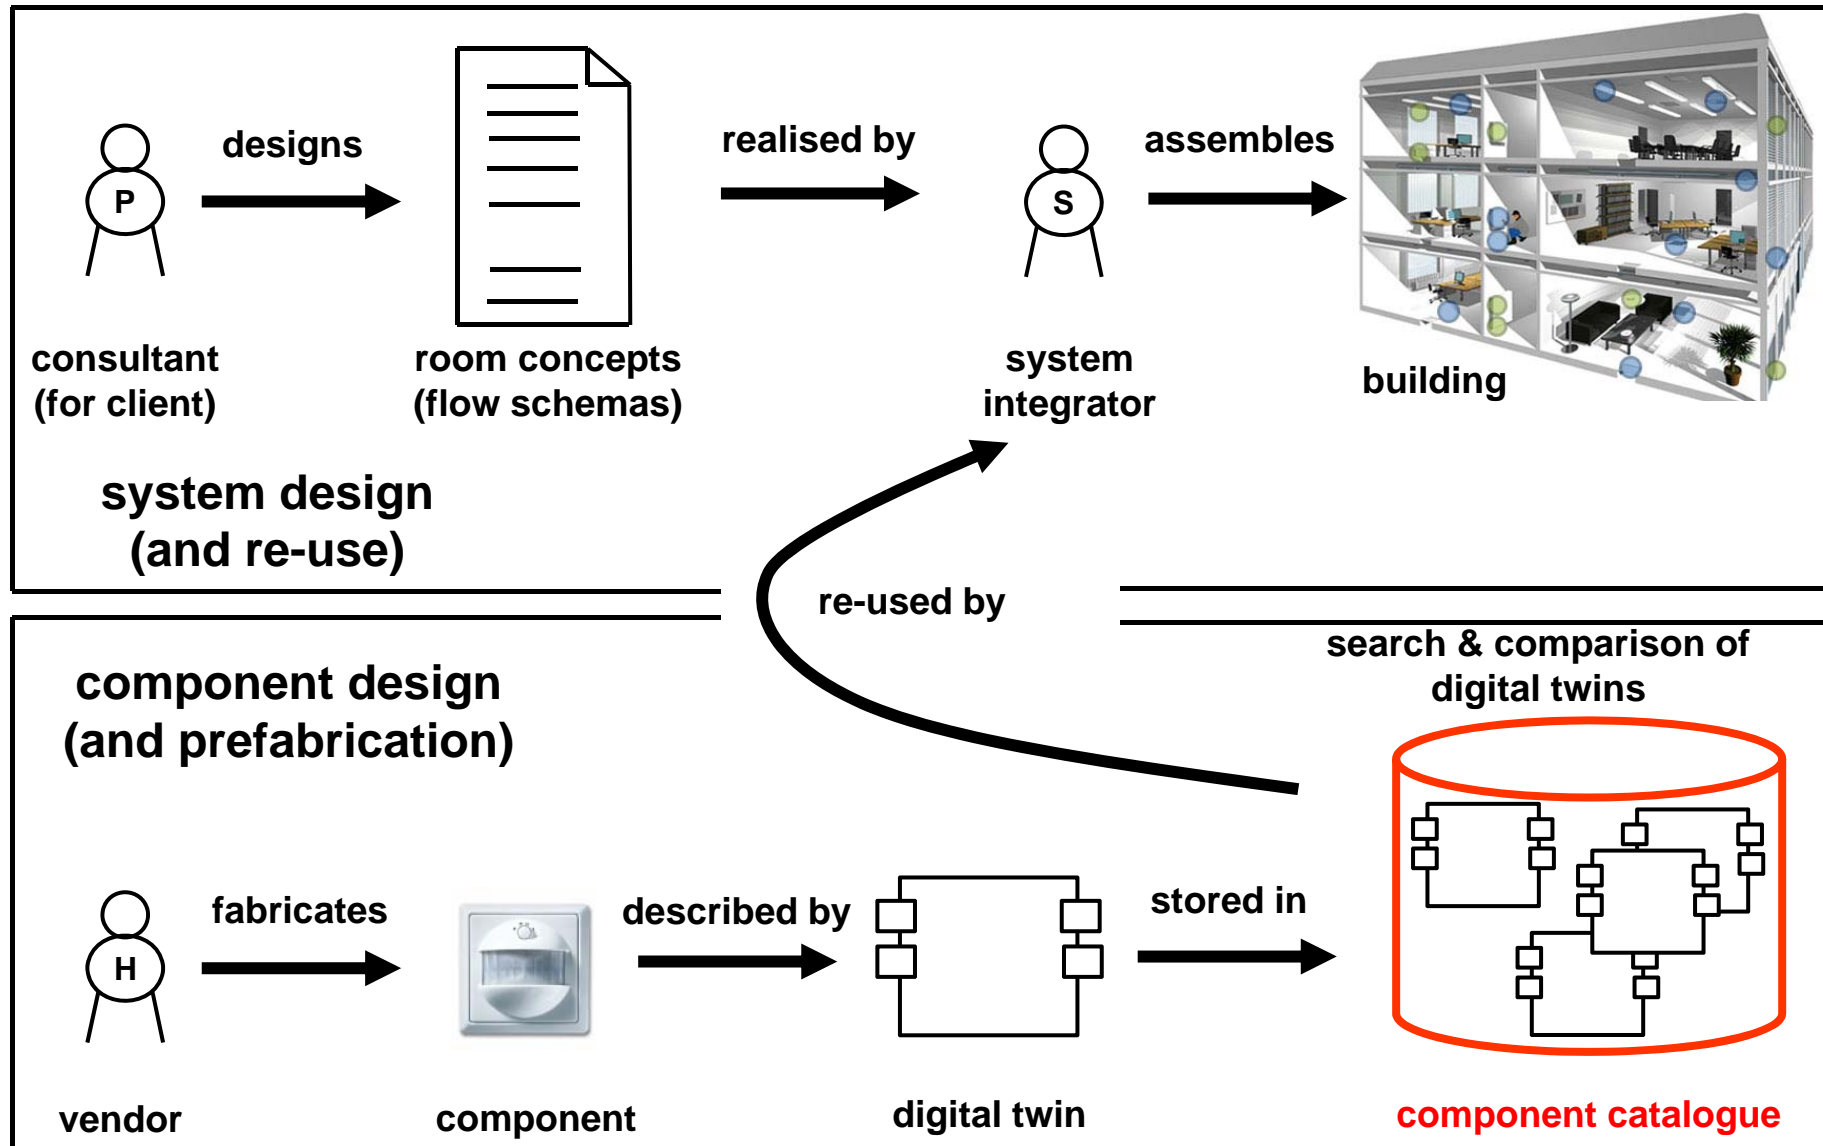 designs
realised by
assembles
P
S
consultant
(for client)
room concepts
(flow schemas)
system
integrator
building
system design
(and re-use)
re-used by
component design
(and prefabrication)
search & comparison of
digital twins
fabricates
described by
stored in
H
vendor
component
digital twin
component catalogue